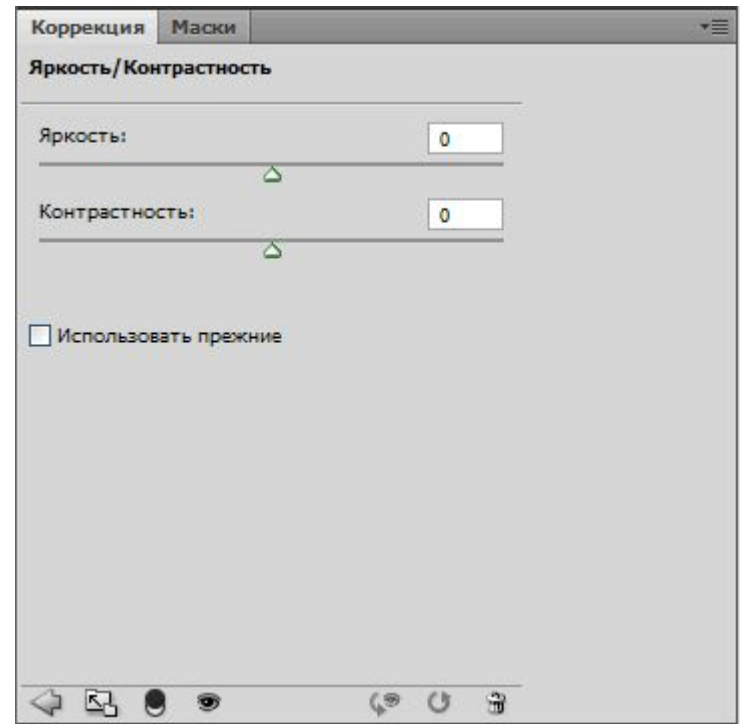 Коррекция Маски
Яркость/Контрастность
Яркость: 0
Контрастность: 0
Использовать прежние